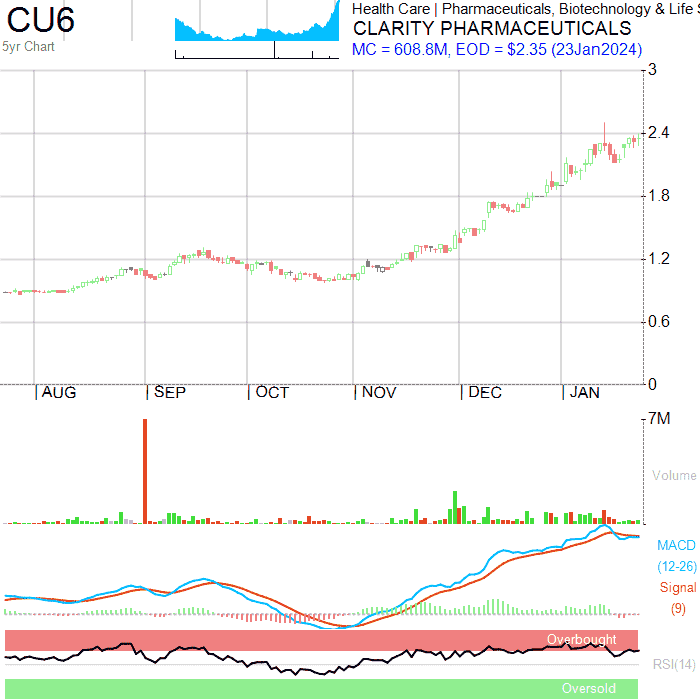 CU6
5yr Chart
Health Care | Pharmaceuticals, Biotechnology & Life S
CLARITY PHARMACEUTICALS
MC = 608.8M, EOD = $2.35 (23Jan2024)
3
2.4
1.8
1.2
0.6
0
AUG
SEP
OCT
NOV
DEC
JAN
7M
Volume
MACD
(12-26)
Signal
(9)
Overbought
RSI(14)
Oversold